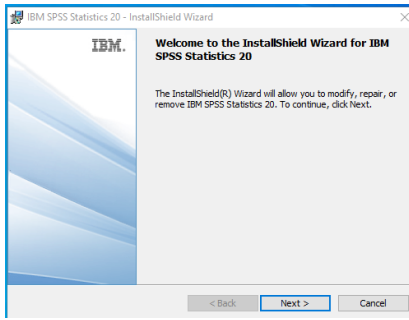 IBM SPSS Statistics 20 - InstallShield Wizard
IBM.
Welcome to the InstallShield Wizard for IBM
SPSS Statistics 20
The InstallShield(R) Wizard will allow you to modify, repair, or
remove IBM SPSS Statistics 20. To continue, click Next.
< Back
Next >
Cancel